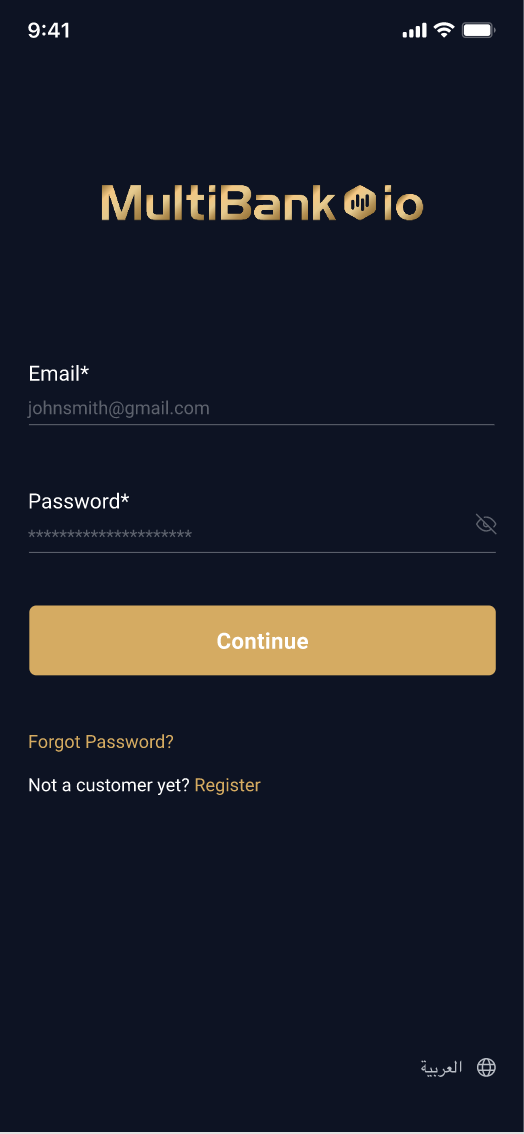 9:41
MultiBank io
Email*
johnsmith@gmail.com
Password*
*********************
Continue
Forgot Password?
Not a customer yet? Register
العربية